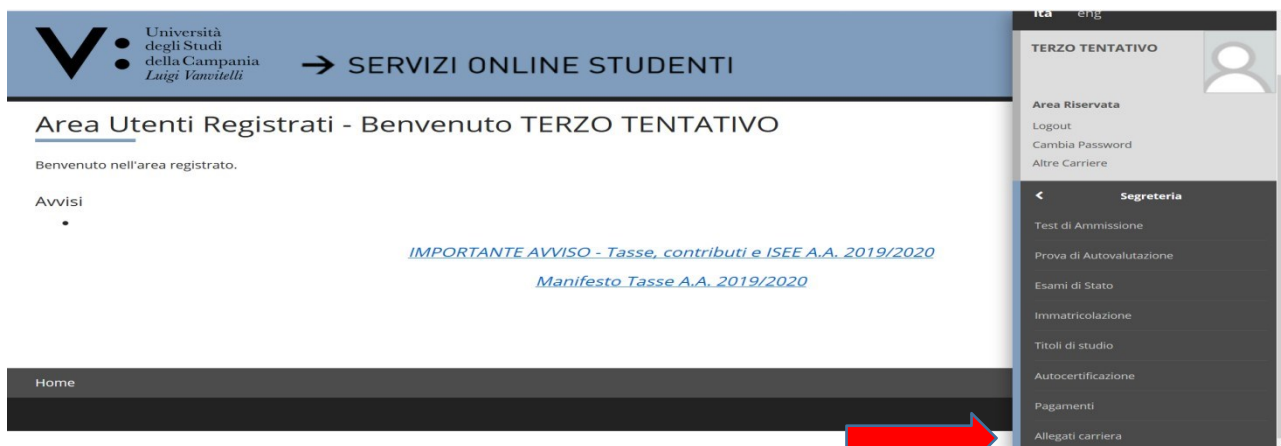 Università
degli Studi
della Campania
Luigi Vanvitelli
→ SERVIZI ONLINE STUDENTI
Area Utenti Registrati - Benvenuto TERZO TENTATIVO
Benvenuto nell'area registrato.
Avvisi
IMPORTANTE AVVISO - Tasse, contributi e ISEE A.A. 2019/2020
Manifesto Tasse A.A. 2019/2020
Home
ita eng
TERZO TENTATIVO
Area Riservata
Logout
Cambia Password
Altre Carriere
Segreteria
Test di Ammissione
Prova di Autovalutazione
Esami di Stato
Immatricolazione
Titoli di studio
Autocertificazione
Pagamenti
Allegati carriera